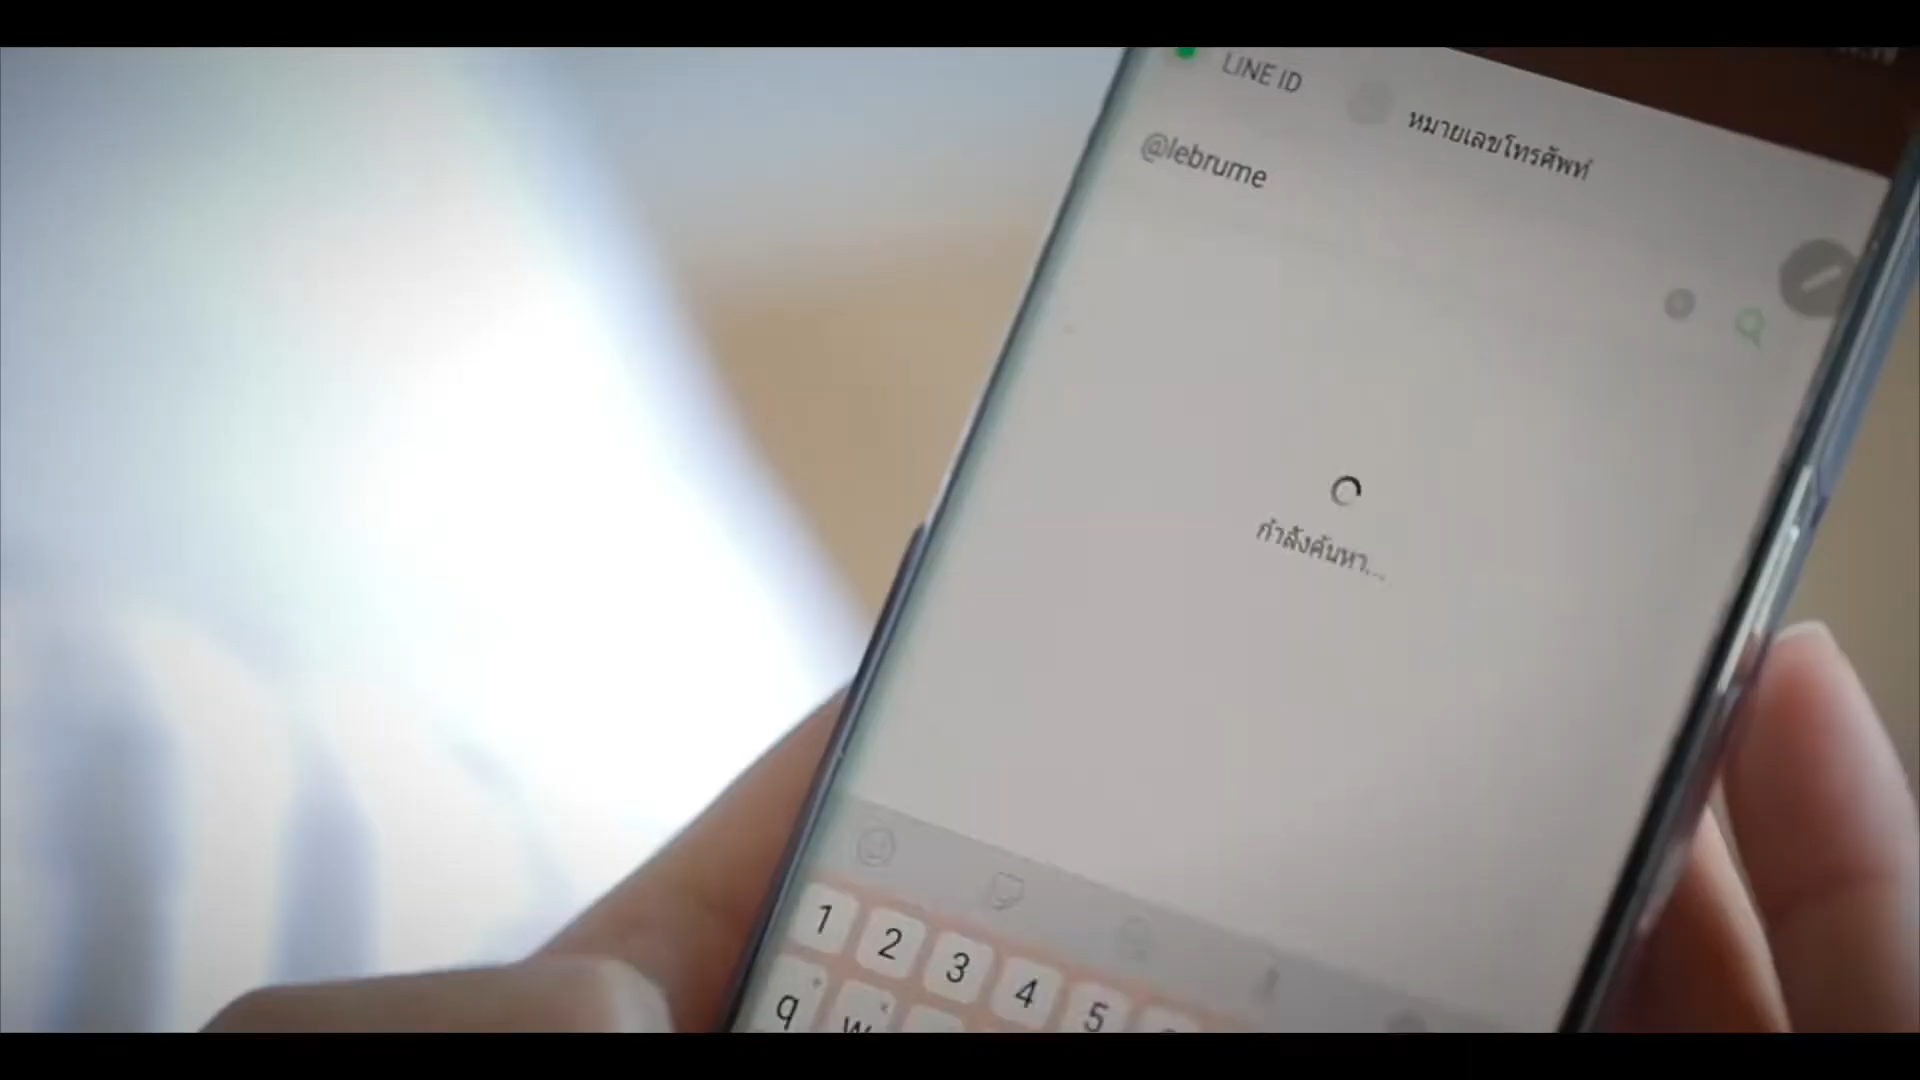 LINE ID
หมายเลขโทรศัพท์
@lebrume
กำลังค้นหา...
1 2 3 4 5
q w